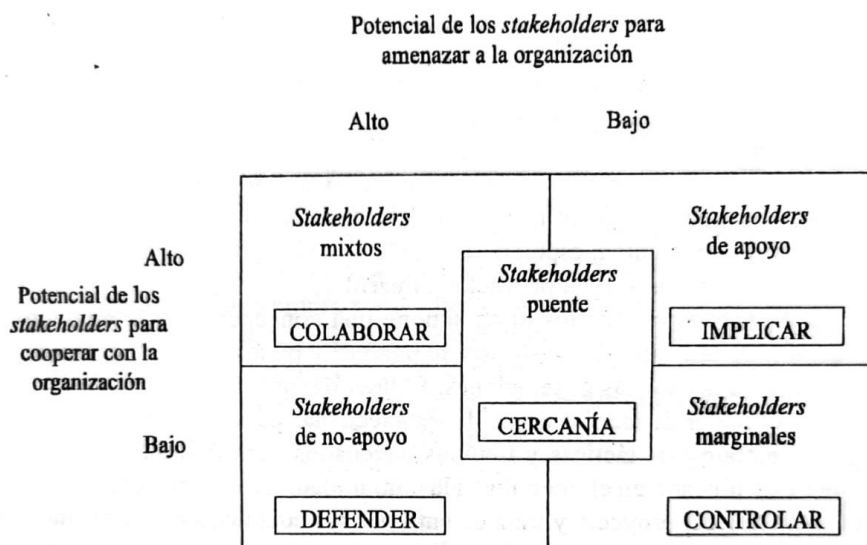 Potencial de los stakeholders para
amenazar a la organización
Alto
Bajo
Stakeholders
mixtos
Stakeholders
de apoyo
Alto
Stakeholders
puente
Potencial de los
stakeholders para
cooperar con la
organización
COLABORAR
IMPLICAR
Stakeholders
de no-apoyo
Stakeholders
marginales
Bajo
CERCANÍA
DEFENDER
CONTROLAR